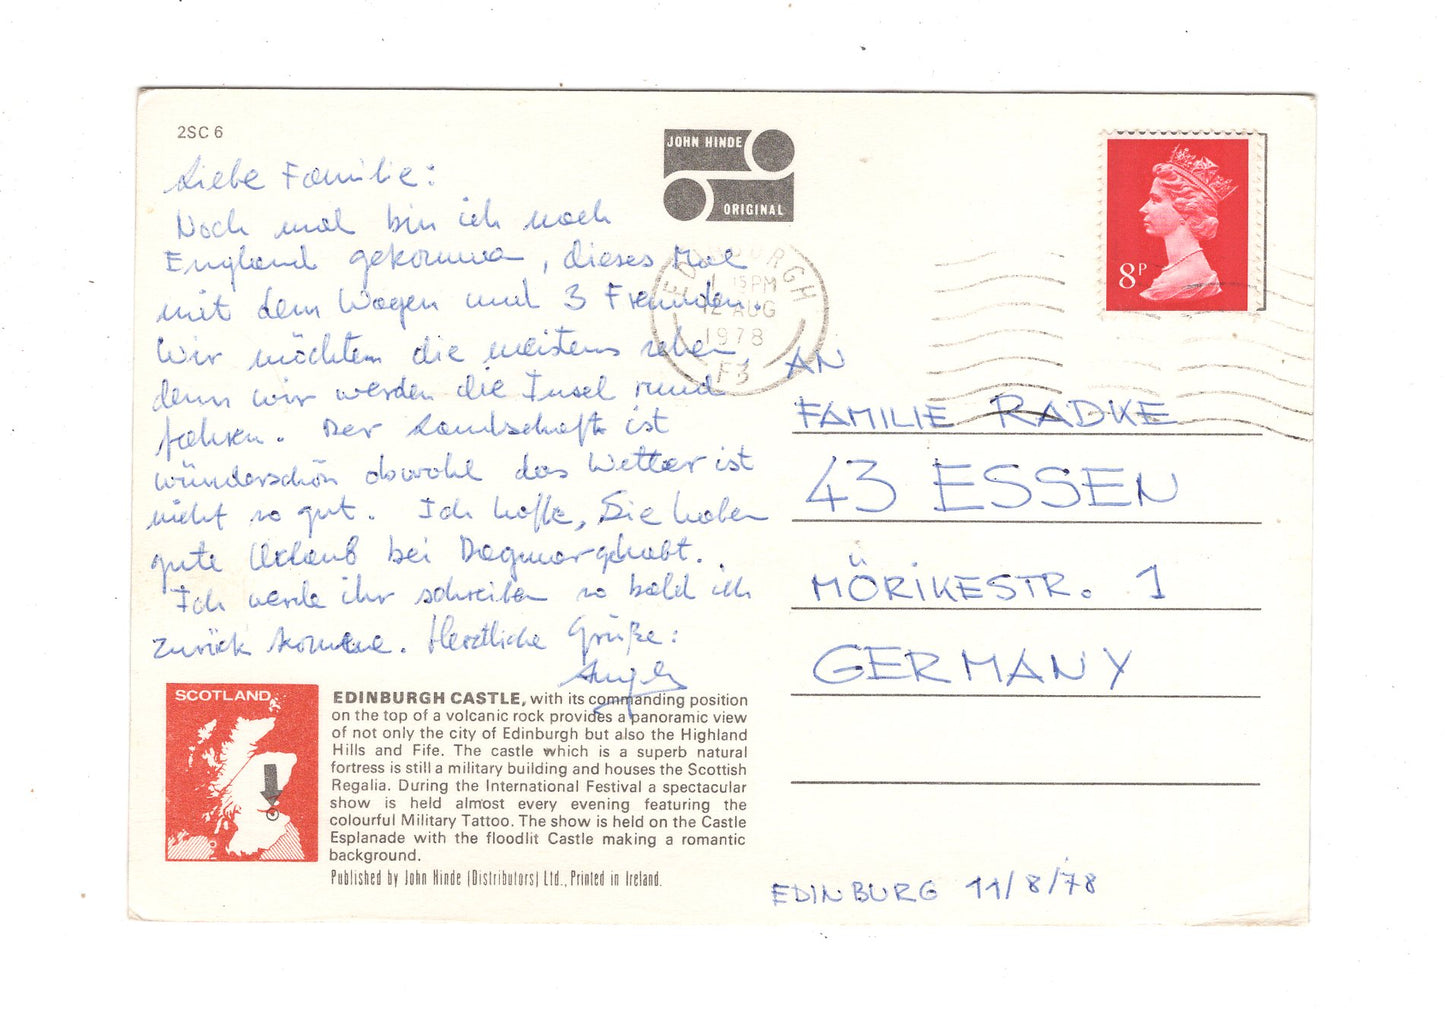 2SC 6
JOHN HINDE
ORIGINAL
8P
EDINBURGH
15 PM
12 AUG
1978
F3
Liebe Familie:
Noch mal bin ich nach
England gekommen, dieses Mal
mit dem Wagen und 3 Freunden.
Wir möchten die meistens sehen,
denn wir werden die Insel rund
fahren. Der Landschaft ist
wünderschön obwohl das Wetter ist
nicht so gut. Ich hoffe, Sie haben
gute Urlaub bei Dagmar gehabt.
Ich werde ihr schreiben so bald ich
zurück komme. Herztliche Grüße:
AN
FAMILIE RADKE
43 ESSEN
MÖRIKESTR. 1
GERMANY
SCOTLAND
EDINBURGH CASTLE, with its commanding position
on the top of a volcanic rock provides a panoramic view
of not only the city of Edinburgh but also the Highland
Hills and Fife. The castle which is a superb natural
fortress is still a military building and houses the Scottish
Regalia. During the International Festival a spectacular
show is held almost every evening featuring the
colourful Military Tattoo. The show is held on the Castle
Esplanade with the floodlit Castle making a romantic
background.
Published by John Hinde (Distributors) Ltd., Printed in Ireland.
EDINBURG 11/8/78